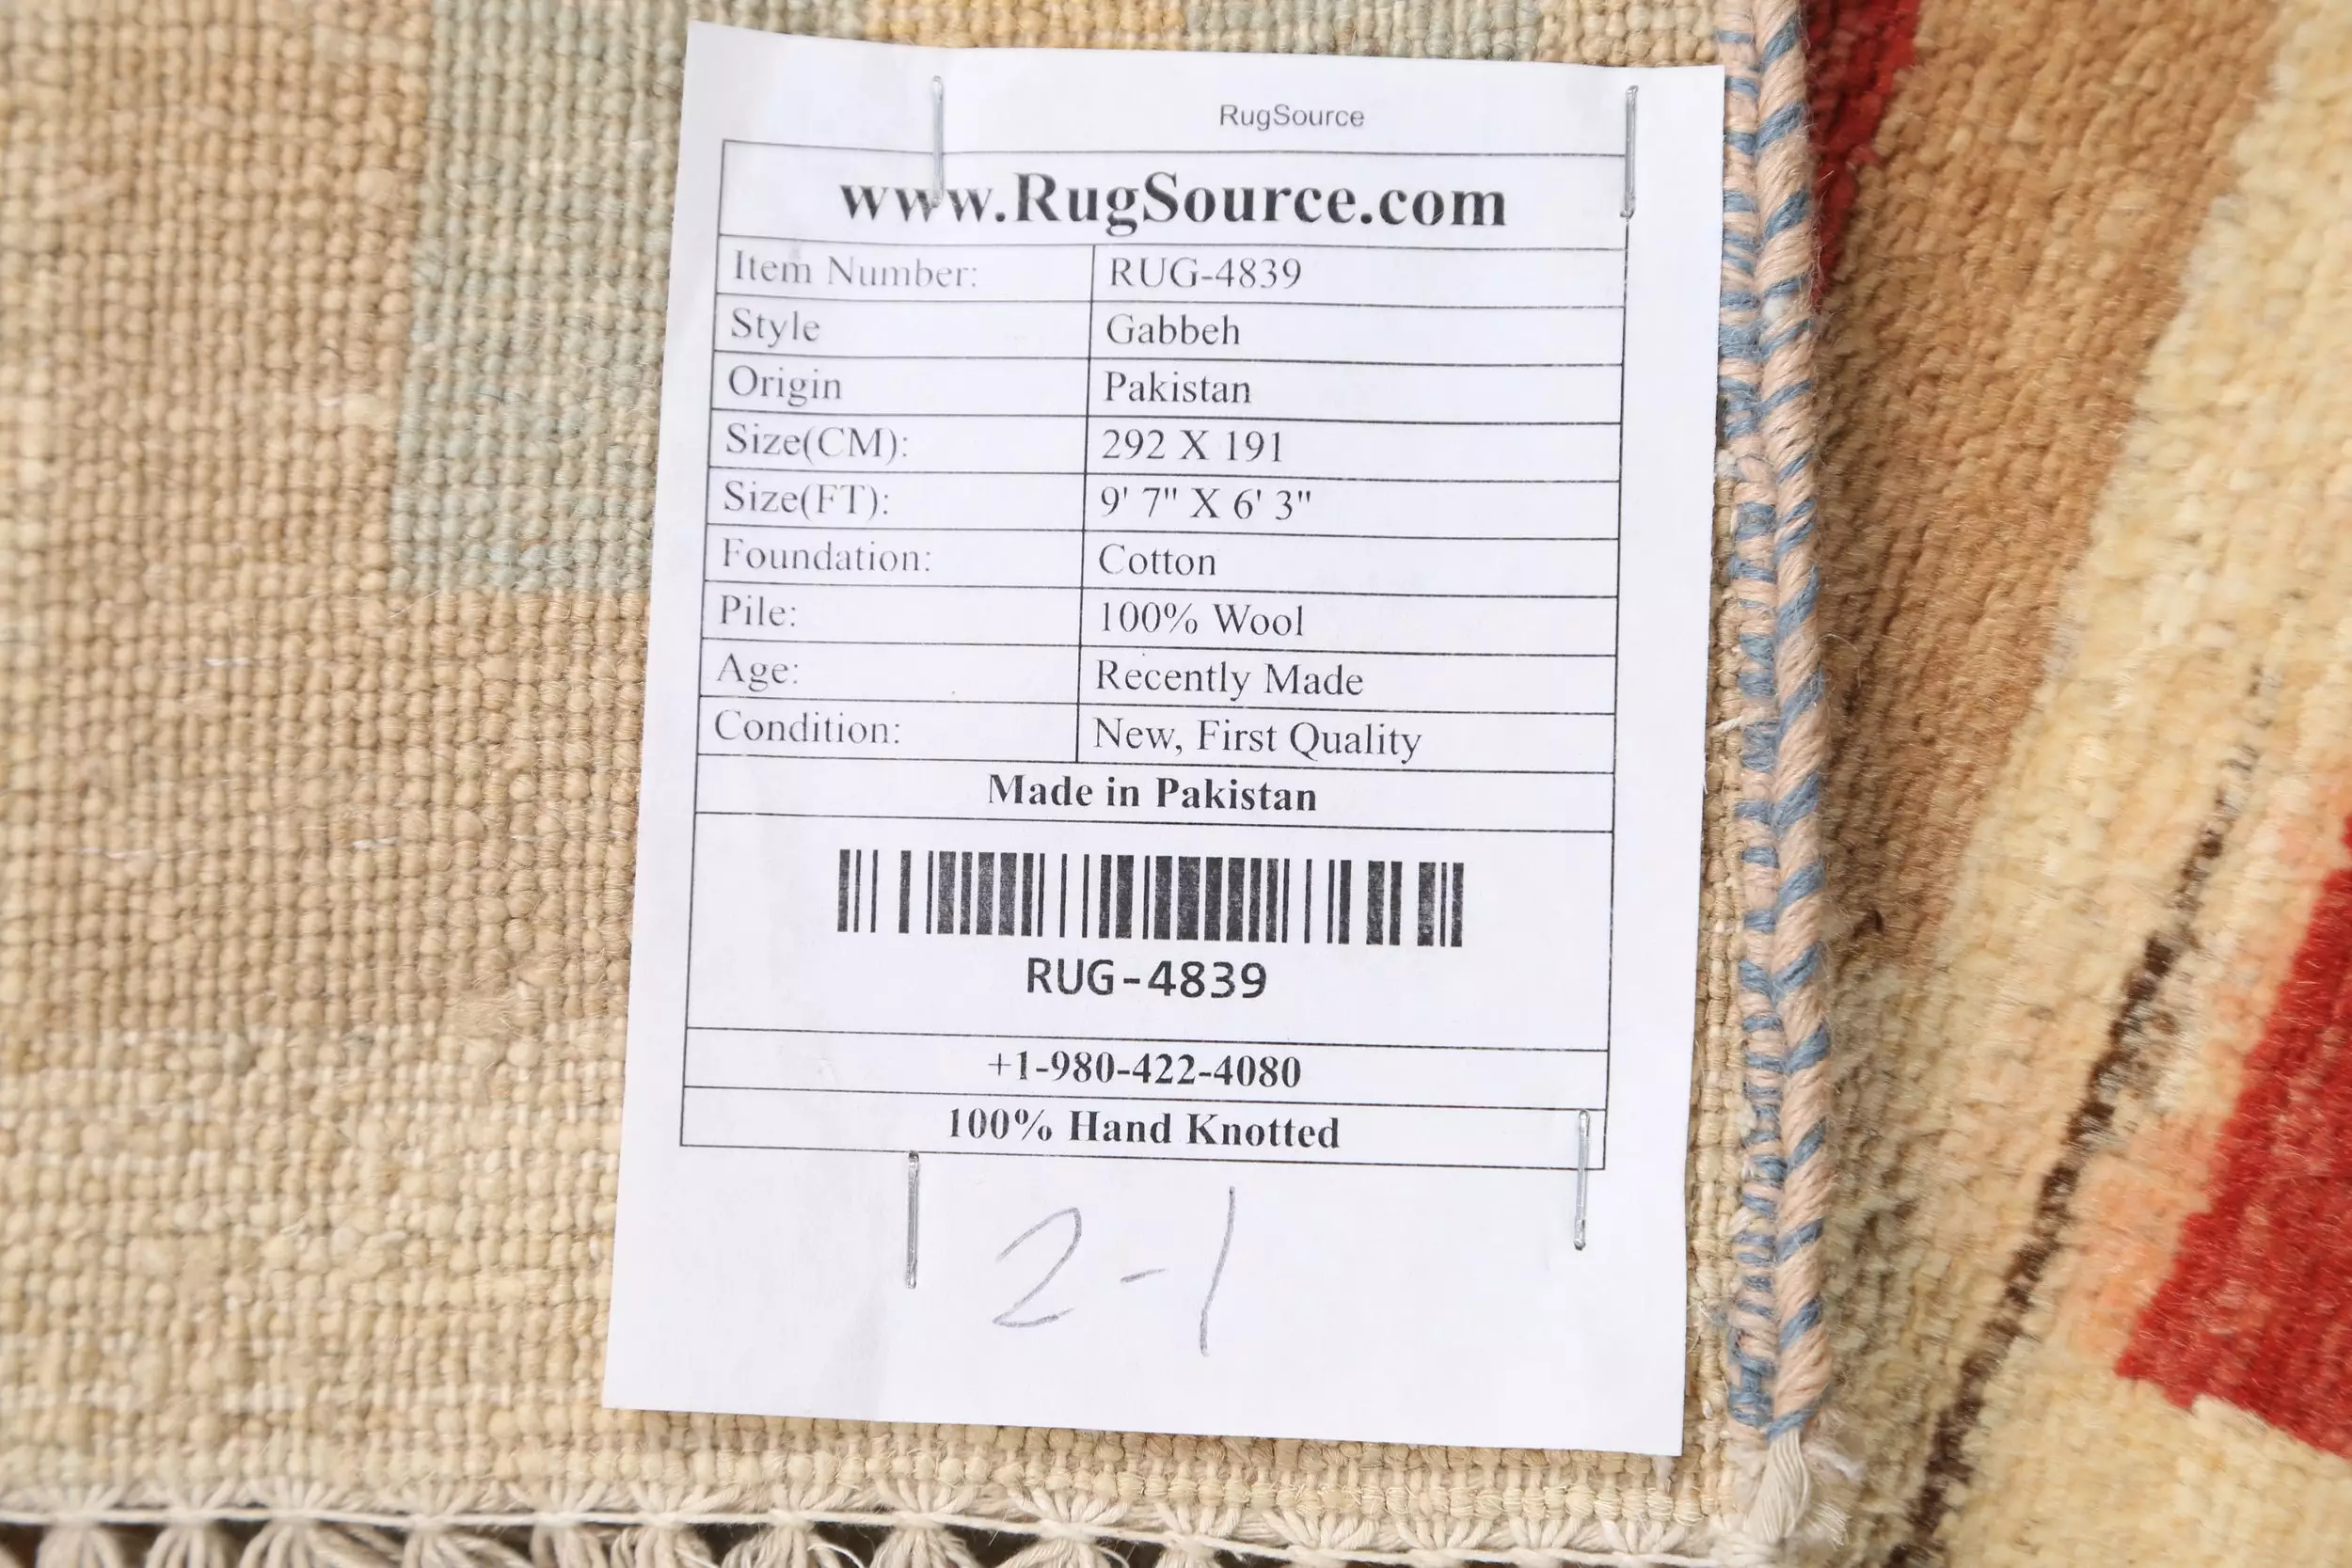 RugSource
www.RugSource.com
Item Number: RUG-4839
Style Gabbeh
Origin Pakistan
Size(CM): 292 X 191
Size(FT): 9' 7" X 6' 3"
Foundation: Cotton
Pile: 100% Wool
Age: Recently Made
Condition: New, First Quality
Made in Pakistan
RUG-4839
+1-980-422-4080
100% Hand Knotted
2-1